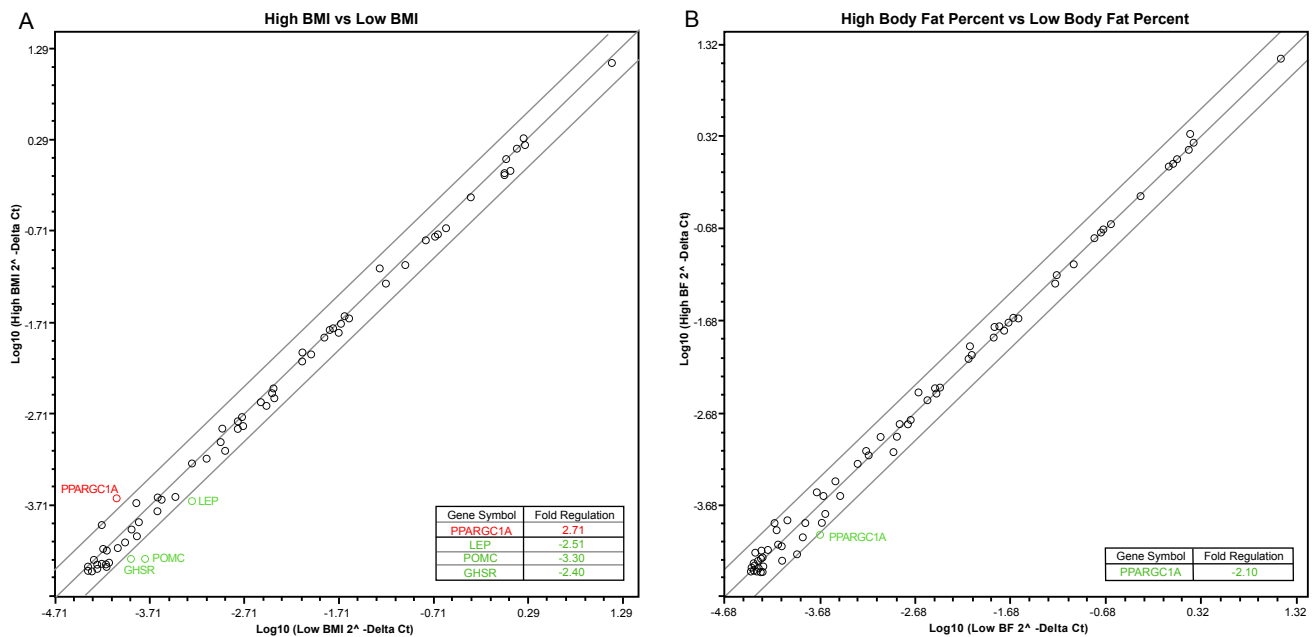 A
High BMI vs Low BMI
1.29
0.29
-0.71
-1.71
-2.71
-3.71
Log10 (High BMI 2^ -Delta Ct)
PPARGC1A
LEP
POMC
GHSR
Gene Symbol Fold Regulation
PPARGC1A 2.71
LEP -2.51
POMC -3.30
GHSR -2.40
-4.71 -3.71 -2.71 -1.71 -0.71 0.29 1.29
Log10 (Low BMI 2^ -Delta Ct)
B
High Body Fat Percent vs Low Body Fat Percent
1.32
0.32
-0.68
-1.68
-2.68
-3.68
Log10 (High BF 2^ -Delta Ct)
PPARGC1A
Gene Symbol Fold Regulation
PPARGC1A -2.10
-4.68 -3.68 -2.68 -1.68 -0.68 0.32 1.32
Log10 (Low BF 2^ -Delta Ct)